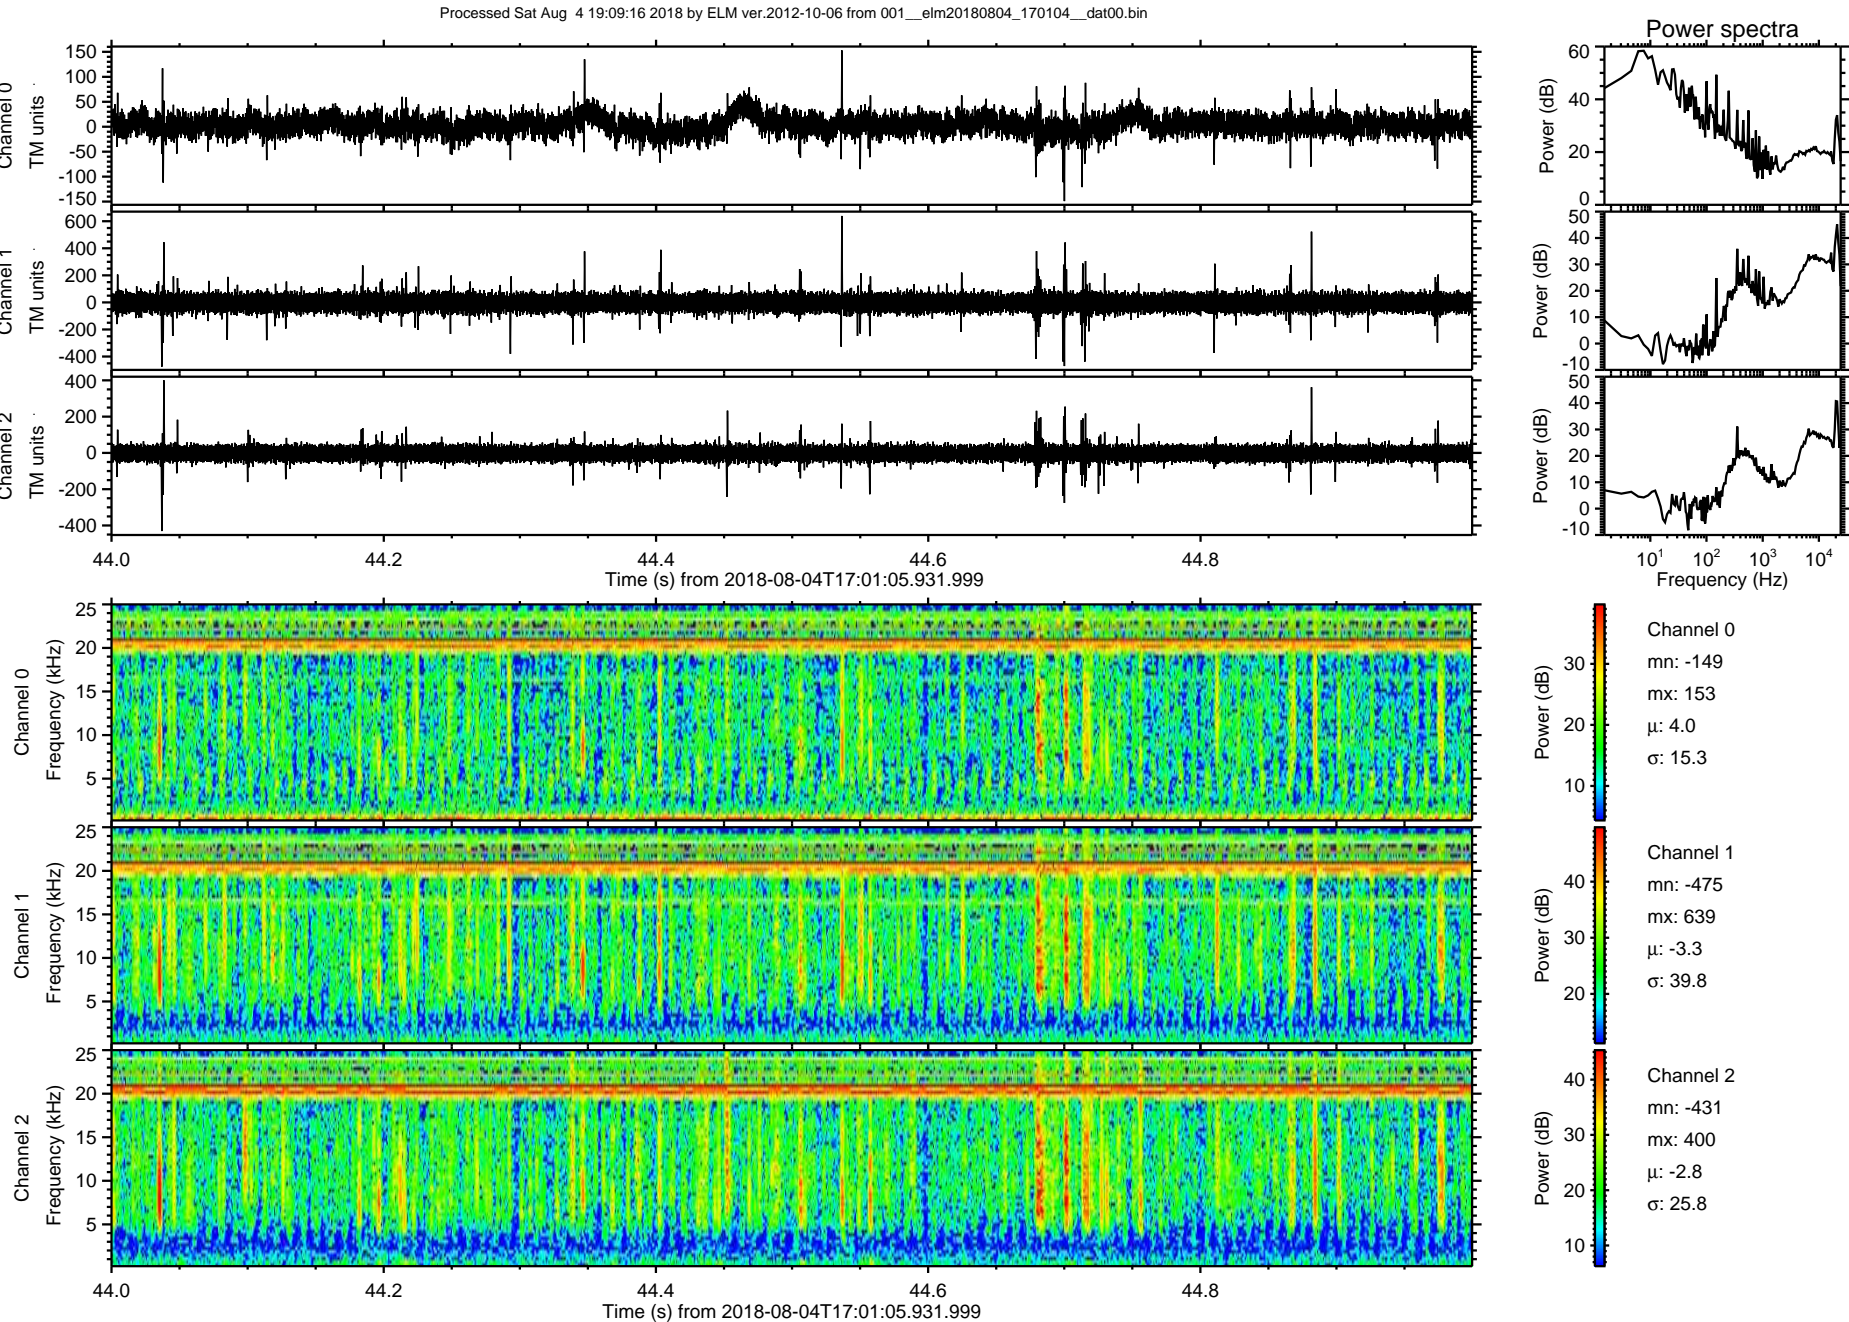 Processed Sat Aug 4 19:09:16 2018 by ELM ver.2012-10-06 from 001__elm20180804_170104__dat00.bin
Power spectra
Channel 0
TM units
150
100
50
0
-50
-100
-150
Power (dB)
60
40
20
0
Channel 1
TM units
600
400
200
0
-200
-400
Power (dB)
50
40
30
20
10
0
-10
Channel 2
TM units
400
200
0
-200
-400
Power (dB)
50
40
30
20
10
0
-10
44.0 44.2 44.4 44.6 44.8
Time (s) from 2018-08-04T17:01:05.931.999
10¹ 10² 10³ 10⁴
Frequency (Hz)
Channel 0
Frequency (kHz)
25
20
15
10
5
Power (dB)
30
20
10
Channel 0
mn: -149
mx: 153
μ: 4.0
σ: 15.3
Channel 1
Frequency (kHz)
25
20
15
10
5
Power (dB)
40
30
20
Channel 1
mn: -475
mx: 639
μ: -3.3
σ: 39.8
Channel 2
Frequency (kHz)
25
20
15
10
5
Power (dB)
40
30
20
10
Channel 2
mn: -431
mx: 400
μ: -2.8
σ: 25.8
44.0 44.2 44.4 44.6 44.8
Time (s) from 2018-08-04T17:01:05.931.999